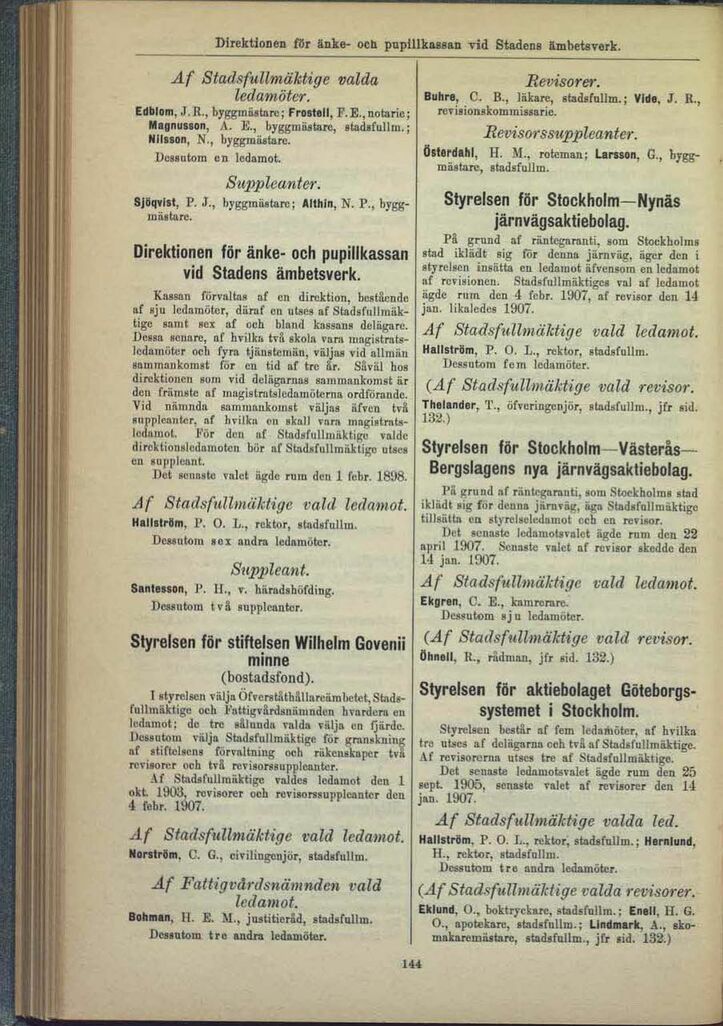 Direktionen för änke- och pupillkassan vid Stadens ämbetsverk.
Af Stadsfullmäktige valda
ledamöter.
Edblom, J. R., byggmästare; Frostell, F. E., notarie;
Magnusson, A. E., byggmästare, stadsfullm.;
Nilsson, N., byggmästare.
Dessutom en ledamot.
Suppleanter.
Sjöqvist, P. J., byggmästare; Althin, N. P., bygg-
mästare.
Direktionen för änke- och pupillkassan
vid Stadens ämbetsverk.
Kassan förvaltas af en direktion, bestående
af sju ledamöter, däraf en utses af Stadsfullmäk-
tige samt sex af och bland kassans delägare.
Dessa senare, af hvilka två skola vara magistrats-
ledamöter och fyra tjänstemän, väljas vid allmän
sammankomst för en tid af tre år. Såväl hos
direktionen som vid delägarnas sammankomst är
den främste af magistratsledamöterna ordförande.
Vid nämnda sammankomst väljas äfven två
suppleanter, af hvilka en skall vara magistrats-
ledamot. För den af Stadsfullmäktige valde
direktionsledamoten bör af Stadsfullmäktige utses
en suppleant.
Det senaste valet ägde rum den 1 febr. 1898.
Af Stadsfullmäktige vald ledamot.
Hallström, P. O. L., rektor, stadsfullm.
Dessutom sex andra ledamöter.
Suppleant.
Santesson, P. H., v. häradshöfding.
Dessutom två suppleanter.
Styrelsen för stiftelsen Wilhelm Govenii
minne
(bostadsfond).
I styrelsen välja Öfverståthållareämbetet, Stads-
fullmäktige och Fattigvårdsnämnden hvardera en
ledamot; de tre sålunda valda välja en fjärde.
Dessutom välja Stadsfullmäktige för granskning
af stiftelsens förvaltning och räkenskaper två
revisorer och två revisorssuppleanter.
Af Stadsfullmäktige valdes ledamot den 1
okt. 1903, revisorer och revisorssuppleanter den
4 febr. 1907.
Af Stadsfullmäktige vald ledamot.
Norström, C. G., civilingenjör, stadsfullm.
Af Fattigvårdsnämnden vald
ledamot.
Bohman, H. E. M., justitieråd, stadsfullm.
Dessutom tre andra ledamöter.
Revisorer.
Buhre, C. B., läkare, stadsfullm.; Vide, J. R.,
revisionskommissarie.
Revisorssuppleanter.
Österdahl, H. M., roteman; Larsson, G., bygg-
mästare, stadsfullm.
Styrelsen för Stockholm—Nynäs
järnvägsaktiebolag.
På grund af räntegaranti, som Stockholms
stad iklädt sig för denna järnväg, äger den i
styrelsen insätta en ledamot äfvensom en ledamot
af revisionen. Stadsfullmäktiges val af ledamot
ägde rum den 4 febr. 1907, af revisor den 14
jan. likaledes 1907.
Af Stadsfullmäktige vald ledamot.
Hallström, P. O. L., rektor, stadsfullm.
Dessutom fem ledamöter.
(Af Stadsfullmäktige vald revisor.
Thelander, T., öfveringenjör, stadsfullm., jfr sid.
132.)
Styrelsen för Stockholm—Västerås—
Bergslagens nya järnvägsaktiebolag.
På grund af räntegaranti, som Stockholms stad
iklädt sig för denna järnväg, äga Stadsfullmäktige
tillsätta en styrelseledamot och en revisor.
Det senaste ledamotsvalet ägde rum den 22
april 1907. Senaste valet af revisor skedde den
14 jan. 1907.
Af Stadsfullmäktige vald ledamot.
Ekgren, C. E., kamrerare.
Dessutom sju ledamöter.
(Af Stadsfullmäktige vald revisor.
Öhnell, R., rådman, jfr sid. 132.)
Styrelsen för aktiebolaget Göteborgs-
systemet i Stockholm.
Styrelsen består af fem ledamöter, af hvilka
tre utses af delägarna och två af Stadsfullmäktige.
Af revisorerna utses tre af Stadsfullmäktige.
Det senaste ledamotsvalet ägde rum den 25
sept. 1905, senaste valet af revisorer den 14
jan. 1907.
Af Stadsfullmäktige valda led.
Hallström, P. O. L., rektor, stadsfullm.; Hernlund,
H., rektor, stadsfullm.
Dessutom tre andra ledamöter.
(Af Stadsfullmäktige valda revisorer.
Eklund, O., boktryckare, stadsfullm.; Enell, H. G.
O., apotekare, stadsfullm.; Lindmark, A., sko-
makaremästare, stadsfullm., jfr sid. 132.)
144